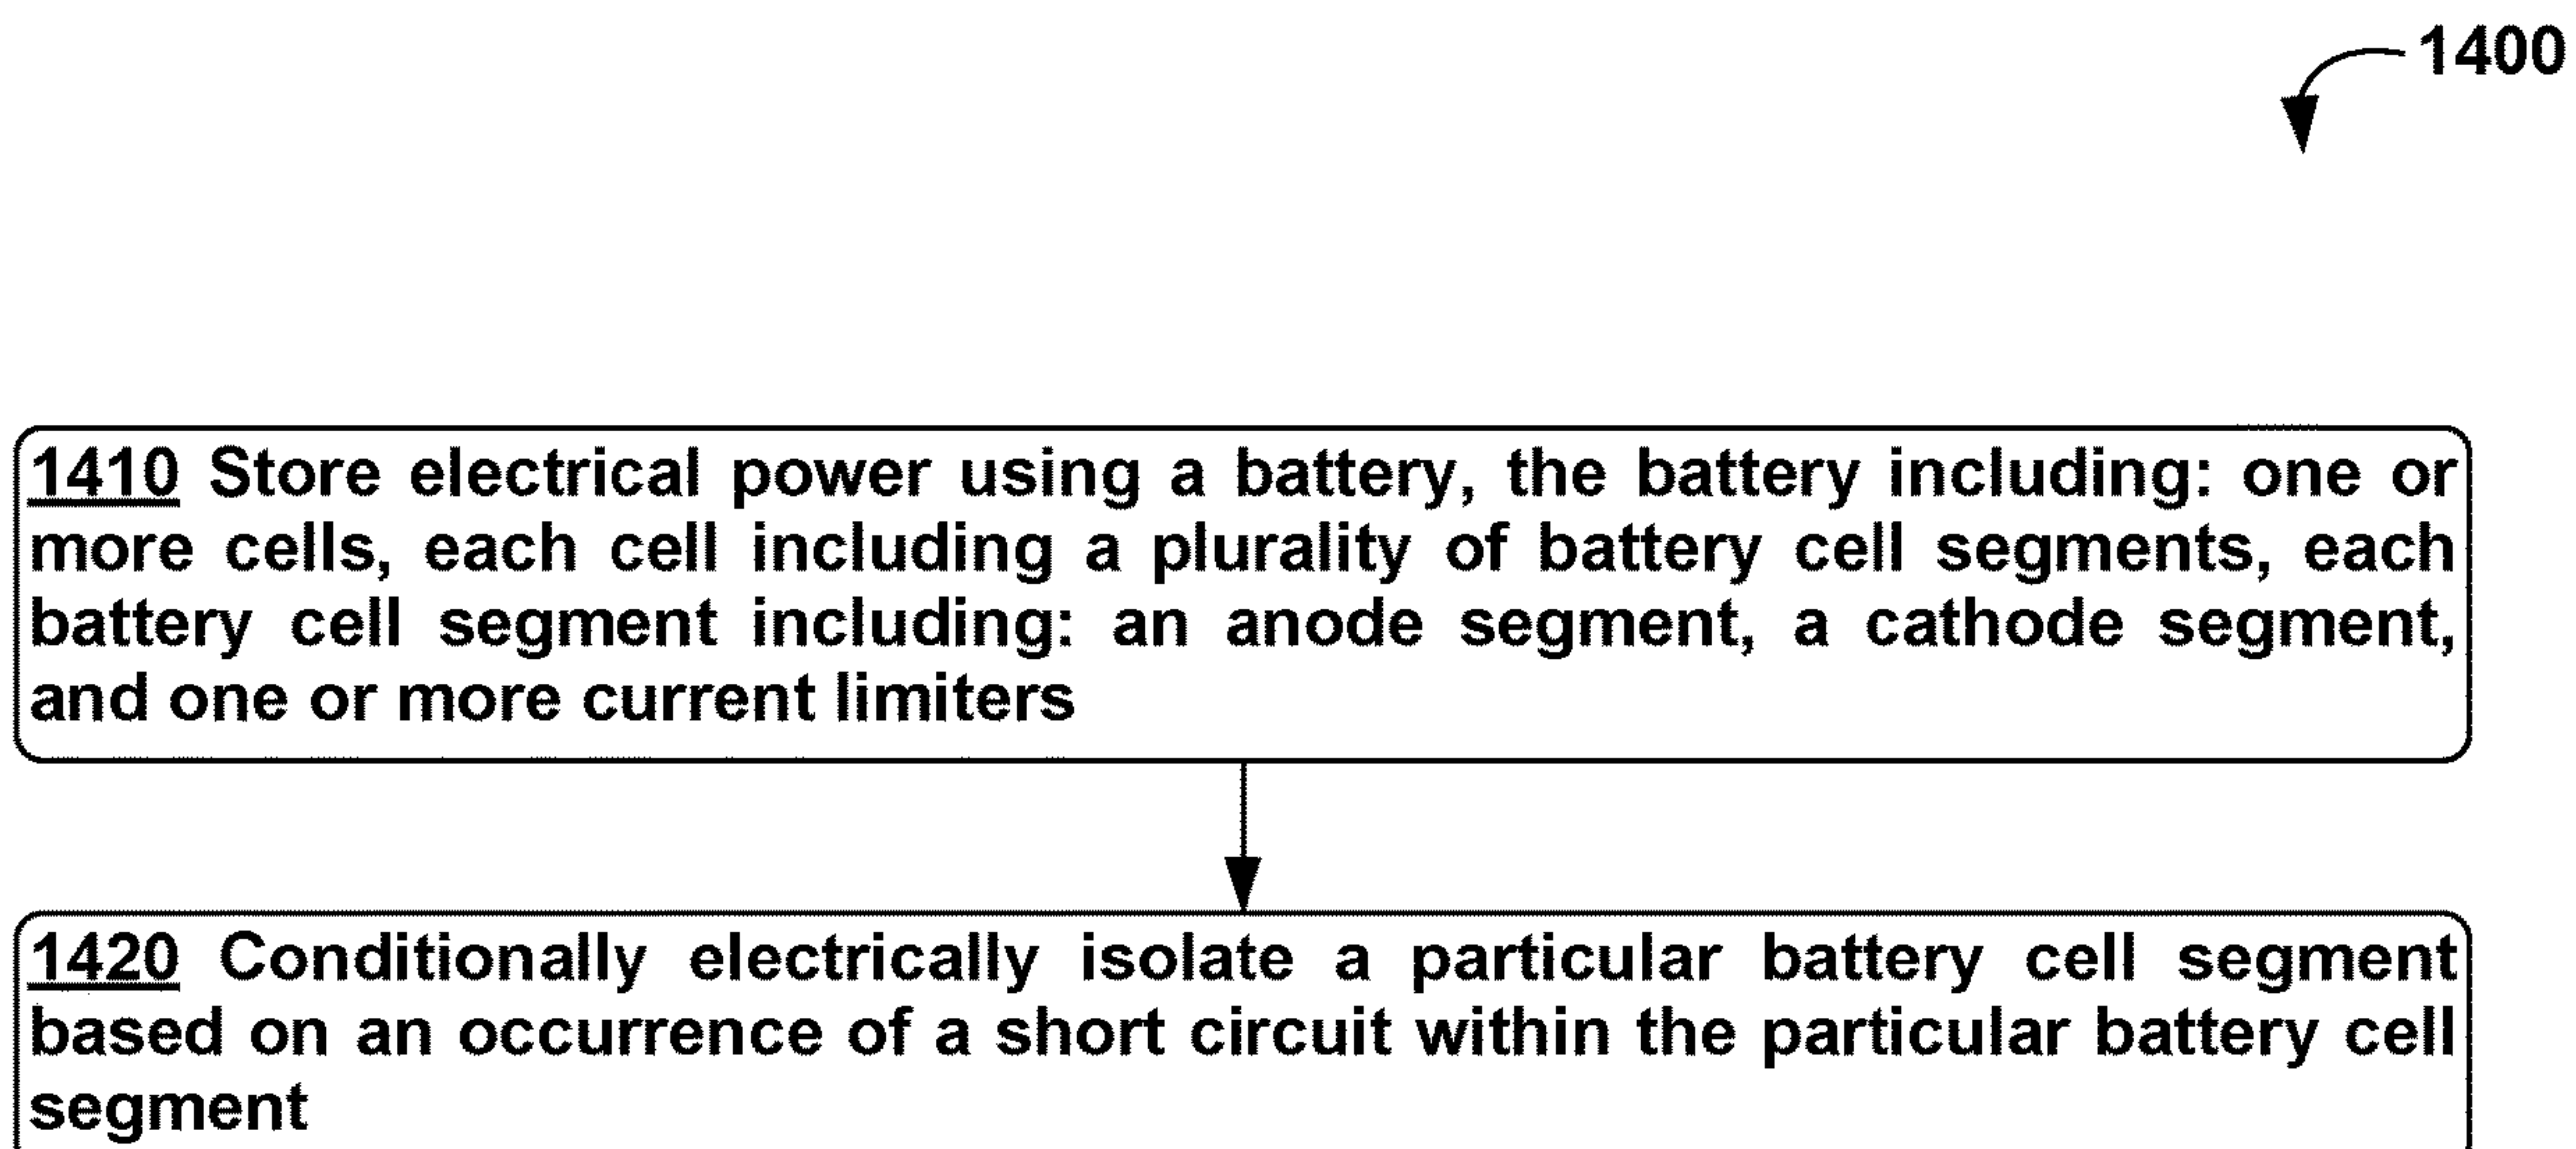 1400
1410 Store electrical power using a battery, the battery including: one or
more cells, each cell including a plurality of battery cell segments, each
battery cell segment including: an anode segment, a cathode segment,
and one or more current limiters
1420 Conditionally electrically isolate a particular battery cell segment
based on an occurrence of a short circuit within the particular battery cell
segment